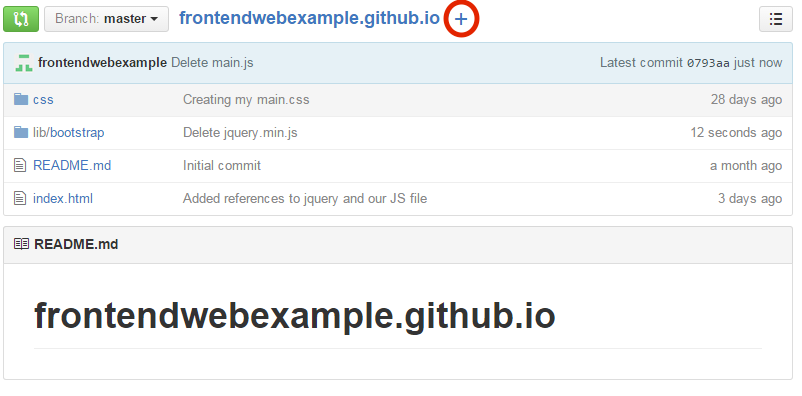 Branch: master frontendwebexample.github.io +
frontendwebexample Delete main.js Latest commit 0793aa just now
css Creating my main.css 28 days ago
lib/bootstrap Delete jquery.min.js 12 seconds ago
README.md Initial commit a month ago
index.html Added references to jquery and our JS file 3 days ago
README.md
frontendwebexample.github.io